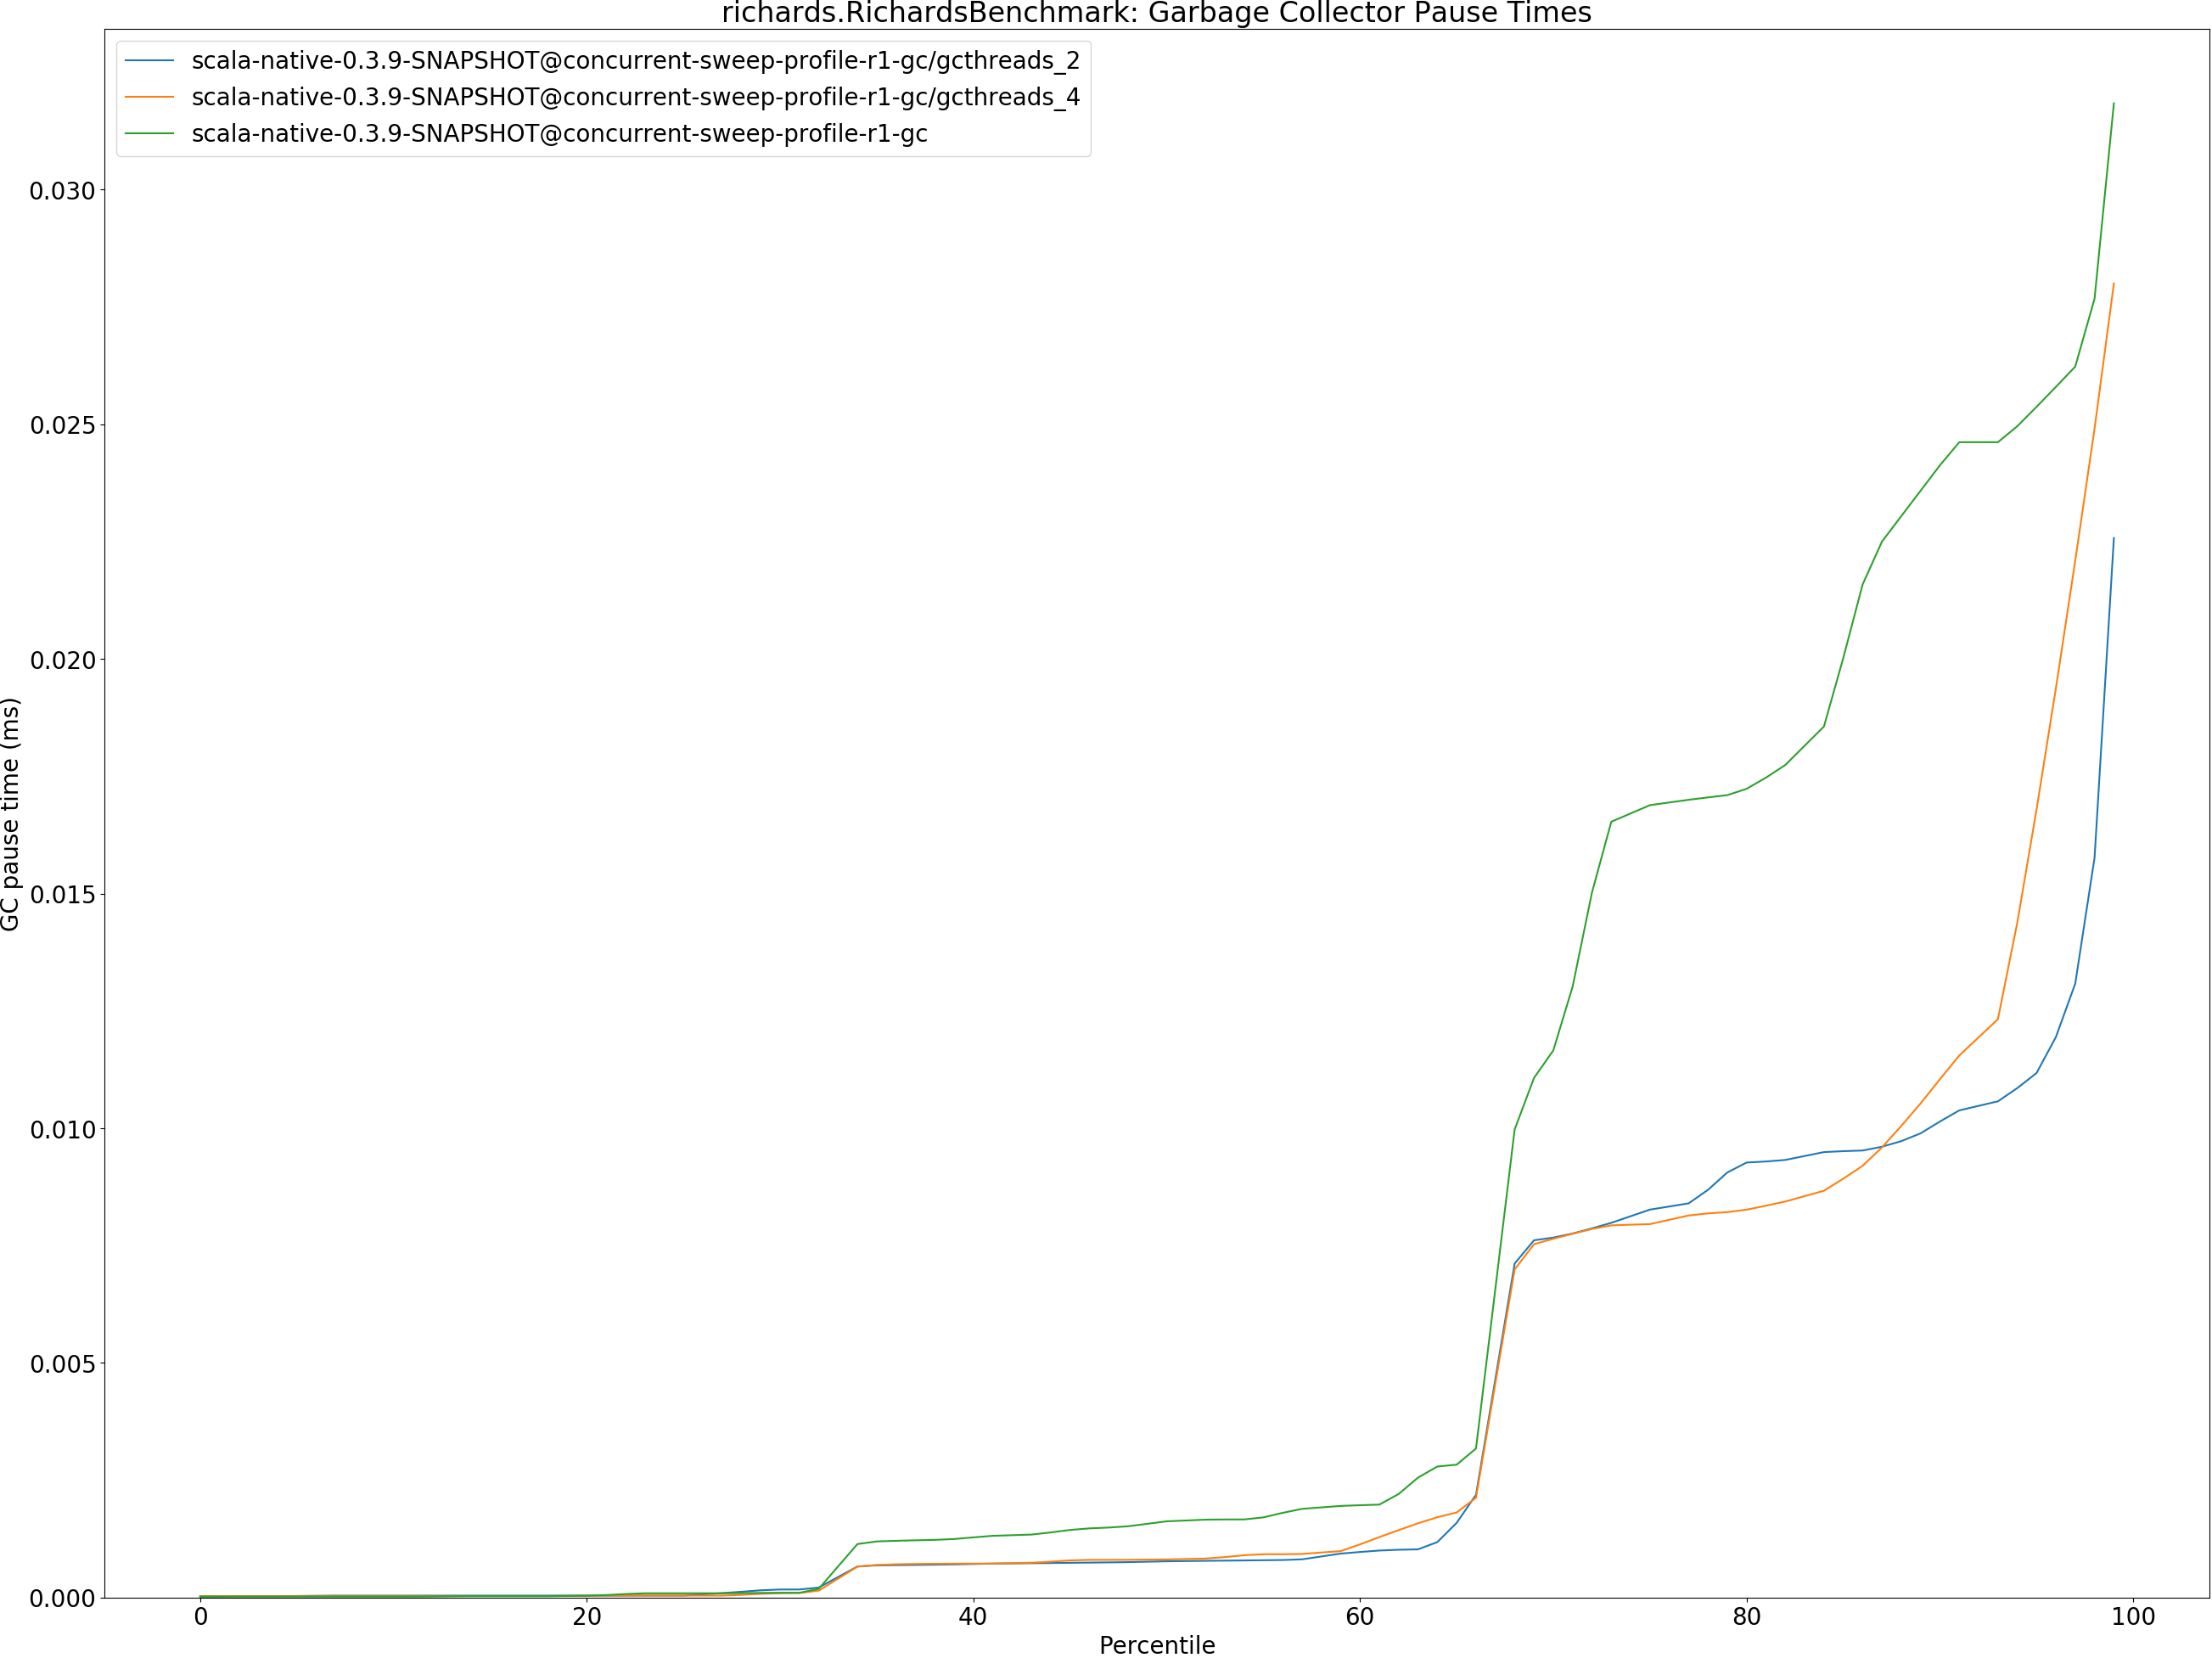 richards.RichardsBenchmark: Garbage Collector Pause Times
scala-native-0.3.9-SNAPSHOT@concurrent-sweep-profile-r1-gc/gcthreads_2
scala-native-0.3.9-SNAPSHOT@concurrent-sweep-profile-r1-gc/gcthreads_4
scala-native-0.3.9-SNAPSHOT@concurrent-sweep-profile-r1-gc
0.030
0.025
0.020
0.015
0.010
0.005
0.000
GC pause time (ms)
0 20 40 60 80 100
Percentile